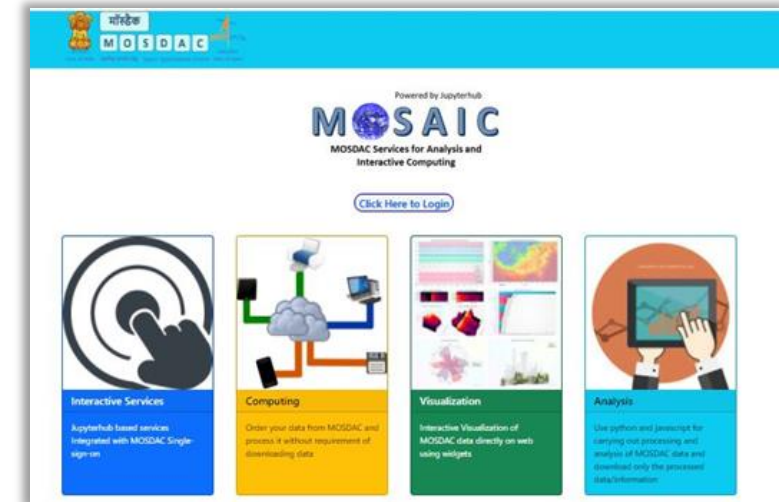 मॉस्डैक
MOSDAC
Powered by Jupyterhub
MOSAIC
MOSDAC Services for Analysis and
Interactive Computing
Click Here to Login
Interactive Services
Jupyterhub based services
Integrated with MOSDAC Single-
sign-on
Computing
Order your data from MOSDAC and
process it without requirement of
downloading data
Visualization
Interactive Visualization of
MOSDAC data directly on web
using widgets
Analysis
Use python and javascript for
carrying out processing and
analysis of MOSDAC data and
download only the processed
data/information